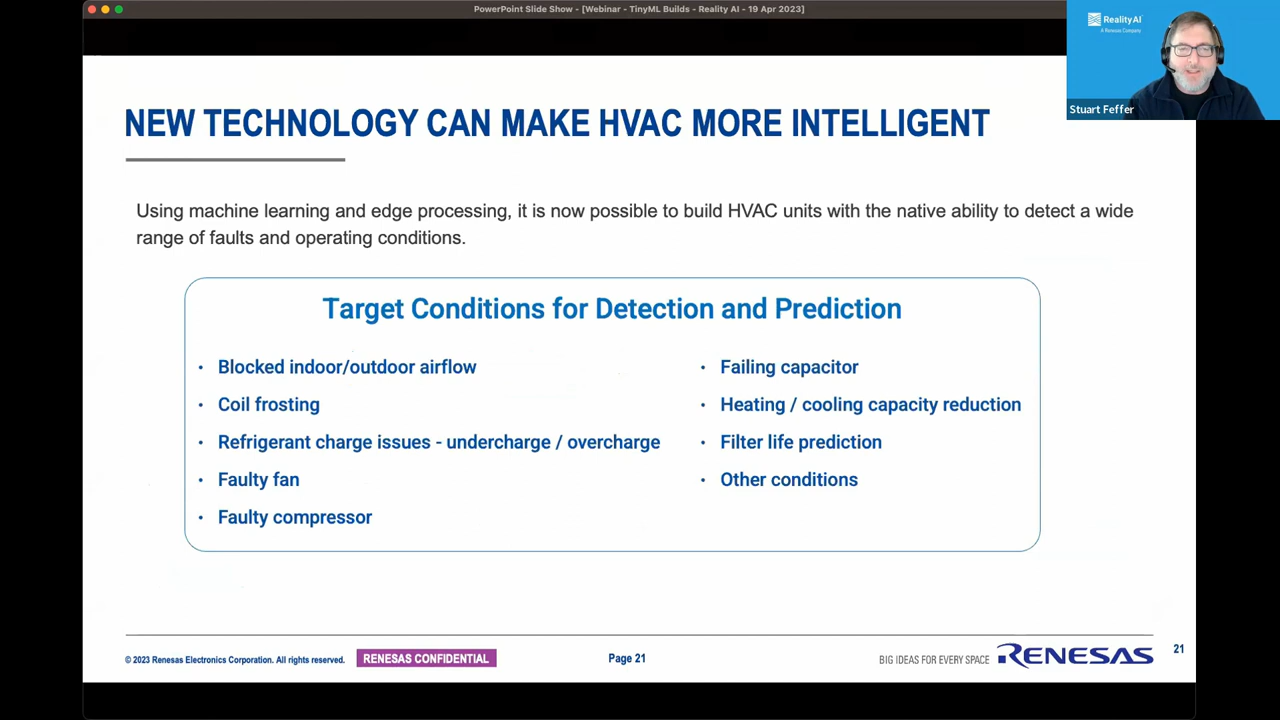 PowerPoint Slide Show - [Webinar - TinyML Builds - Reality AI - 19 Apr 2023]
Reality AI
A Renesas Company
Stuart Feffer
NEW TECHNOLOGY CAN MAKE HVAC MORE INTELLIGENT
Using machine learning and edge processing, it is now possible to build HVAC units with the native ability to detect a wide
range of faults and operating conditions.
Target Conditions for Detection and Prediction
• Blocked indoor/outdoor airflow
• Coil frosting
• Refrigerant charge issues - undercharge / overcharge
• Faulty fan
• Faulty compressor
• Failing capacitor
• Heating / cooling capacity reduction
• Filter life prediction
• Other conditions
© 2023 Renesas Electronics Corporation. All rights reserved.
RENESAS CONFIDENTIAL
Page 21
BIG IDEAS FOR EVERY SPACE
RENESAS
21